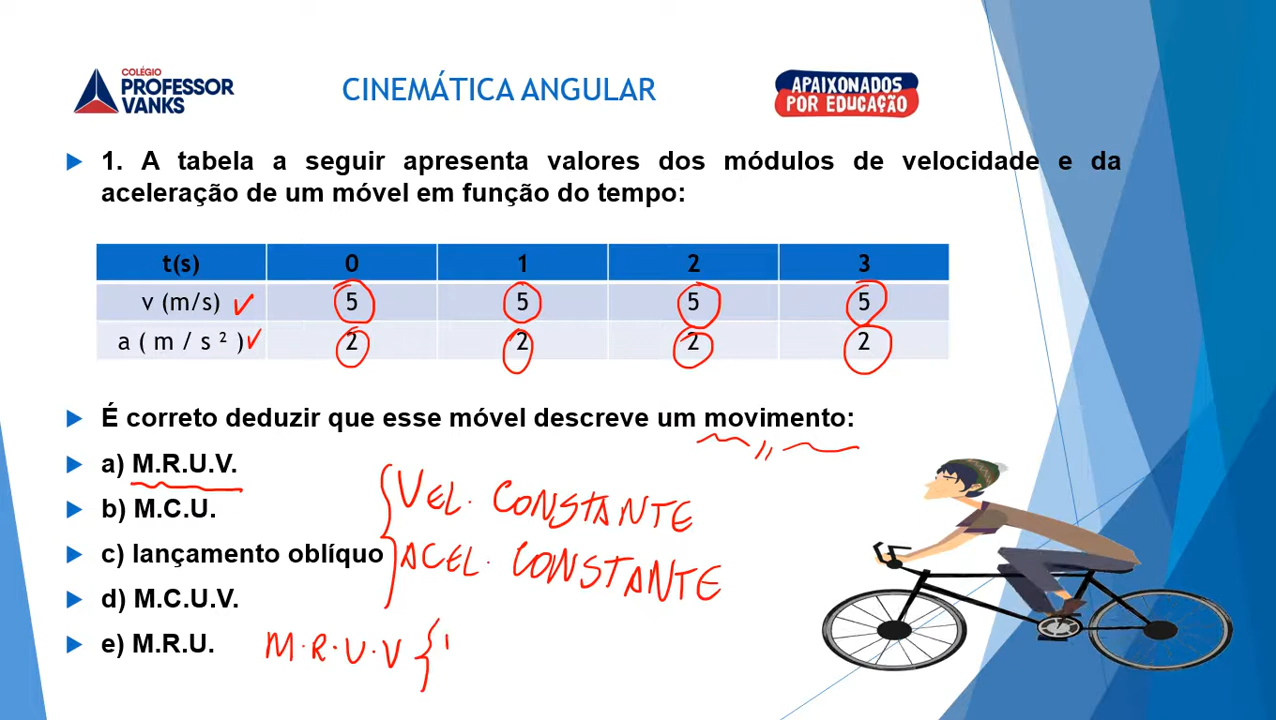 COLÉGIO
PROFESSOR
VANKS
CINEMÁTICA ANGULAR
APAIXONADOS
POR EDUCAÇÃO
1. A tabela a seguir apresenta valores dos módulos de velocidade e da
aceleração de um móvel em função do tempo:
t(s) 0 1 2 3
v (m/s) 5 5 5 5
a ( m / s ² ) 2 2 2 2
É correto deduzir que esse móvel descreve um movimento:
a) M.R.U.V.
b) M.C.U.
c) lançamento oblíquo
d) M.C.U.V.
e) M.R.U.
VEL. CONSTANTE
ACEL. CONSTANTE
M.R.U.V {